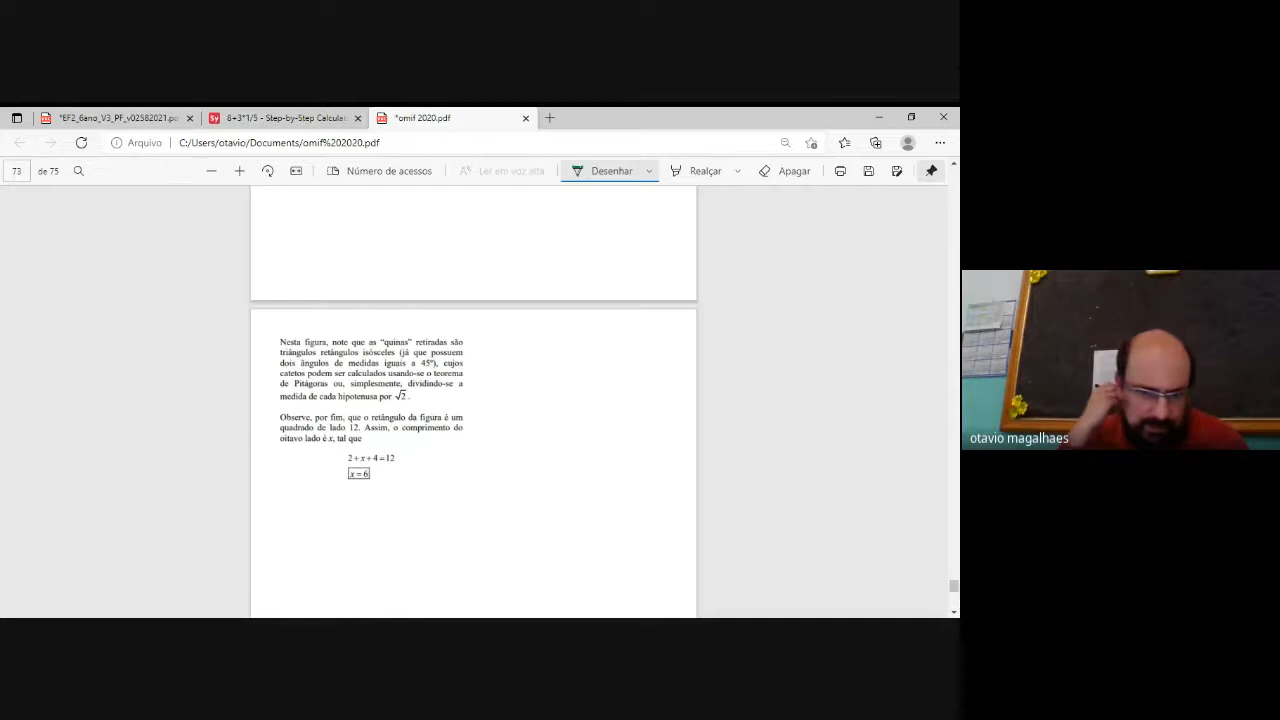 *EF2_6ano_V3_PF_v02582021.pd
8+3*1/5 - Step-by-Step Calculat
*omif 2020.pdf
Arquivo
C:/Users/otavio/Documents/omif%202020.pdf
73
de 75
Número de acessos
Ler em voz alta
Desenhar
Realçar
Apagar
Nesta figura, note que as “quinas” retiradas são
triângulos retângulos isósceles (já que possuem
dois ângulos de medidas iguais a 45º), cujos
catetos podem ser calculados usando-se o teorema
de Pitágoras ou, simplesmente, dividindo-se a
medida de cada hipotenusa por √2 .
Observe, por fim, que o retângulo da figura é um
quadrado de lado 12. Assim, o comprimento do
oitavo lado é x, tal que
2 + x + 4 = 12
x = 6
otavio magalhaes